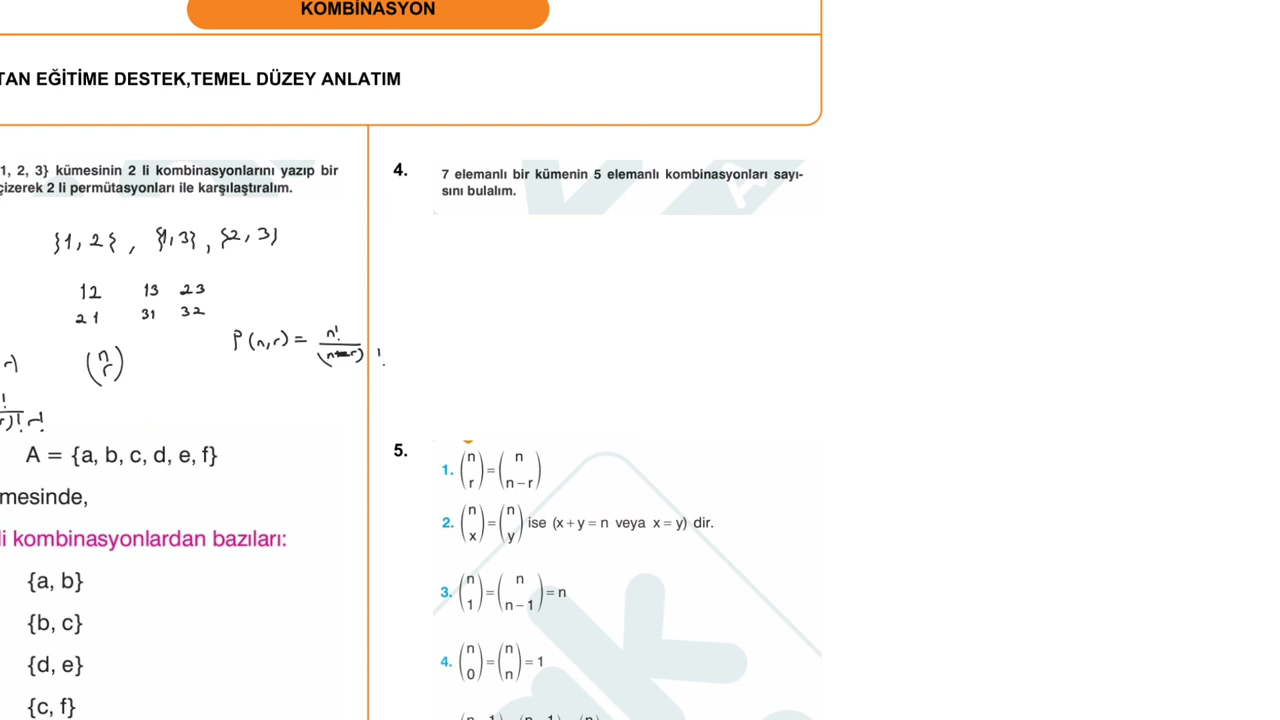 KOMBİNASYON
TAN EĞİTİME DESTEK,TEMEL DÜZEY ANLATIM
1, 2, 3} kümesinin 2 li kombinasyonlarını yazıp bir
çizerek 2 li permütasyonları ile karşılaştıralım.
{1, 2}, {1, 3}, {2, 3}
12 13 23
21 31 32
P(n,r) = n! / (n-r)!
r) (n r)
! / r)! r!
A = {a, b, c, d, e, f}
mesinde,
li kombinasyonlardan bazıları:
{a, b}
{b, c}
{d, e}
{c, f}
4. 7 elemanlı bir kümenin 5 elemanlı kombinasyonları sayı-
sını bulalım.
5.
1. (n r) = (n n−r)
2. (n x) = (n y) ise (x + y = n veya x = y) dir.
3. (n 1) = (n n−1) = n
4. (n 0) = (n n) = 1